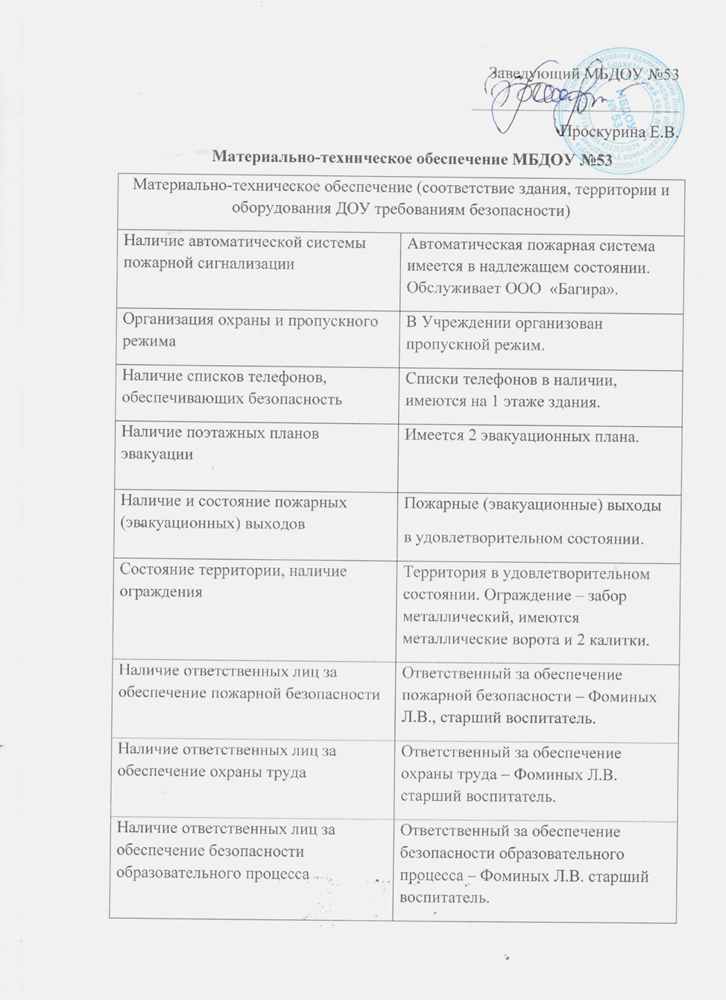 Заведующий МБДОУ №53
Проскурина Е.В.
МБДОУ
№ 53
Материально-техническое обеспечение МБДОУ №53
Материально-техническое обеспечение (соответствие здания, территории и
оборудования ДОУ требованиям безопасности)
Наличие автоматической системы
пожарной сигнализации
Автоматическая пожарная система
имеется в надлежащем состоянии.
Обслуживает ООО «Багира».
Организация охраны и пропускного
режима
В Учреждении организован
пропускной режим.
Наличие списков телефонов,
обеспечивающих безопасность
Списки телефонов в наличии,
имеются на 1 этаже здания.
Наличие поэтажных планов
эвакуации
Имеется 2 эвакуационных плана.
Наличие и состояние пожарных
(эвакуационных) выходов
Пожарные (эвакуационные) выходы
в удовлетворительном состоянии.
Состояние территории, наличие
ограждения
Территория в удовлетворительном
состоянии. Ограждение – забор
металлический, имеются
металлические ворота и 2 калитки.
Наличие ответственных лиц за
обеспечение пожарной безопасности
Ответственный за обеспечение
пожарной безопасности – Фоминых
Л.В., старший воспитатель.
Наличие ответственных лиц за
обеспечение охраны труда
Ответственный за обеспечение
охраны труда – Фоминых Л.В.
старший воспитатель.
Наличие ответственных лиц за
обеспечение безопасности
образовательного процесса
Ответственный за обеспечение
безопасности образовательного
процесса – Фоминых Л.В. старший
воспитатель.